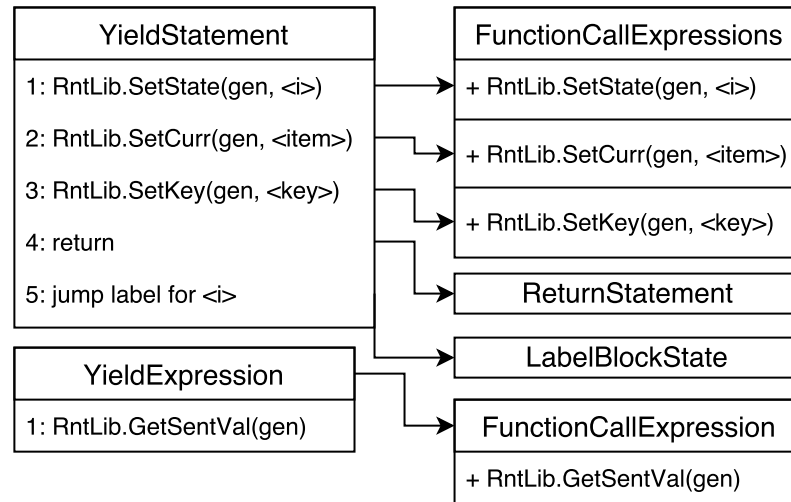 YieldStatement
1: RntLib.SetState(gen, <i>)
2: RntLib.SetCurr(gen, <item>)
3: RntLib.SetKey(gen, <key>)
4: return
5: jump label for <i>
YieldExpression
1: RntLib.GetSentVal(gen)
FunctionCallExpressions
+ RntLib.SetState(gen, <i>)
+ RntLib.SetCurr(gen, <item>)
+ RntLib.SetKey(gen, <key>)
ReturnStatement
LabelBlockState
FunctionCallExpression
+ RntLib.GetSentVal(gen)